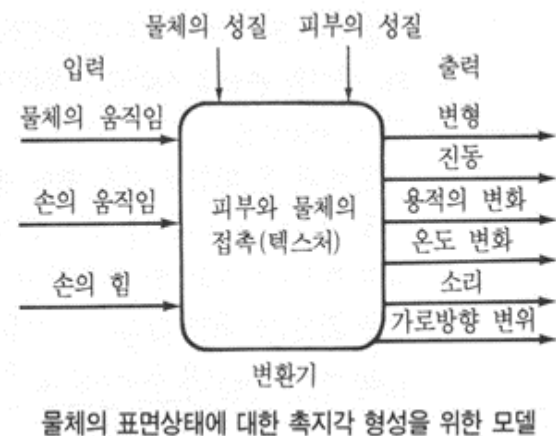 물체의 성질 피부의 성질
입력 출력
물체의 움직임
변형
진동
손의 움직임
피부와 물체의
접촉(텍스처)
용적의 변화
온도 변화
손의 힘
소리
가로방향 변위
변환기
물체의 표면상태에 대한 촉지각 형성을 위한 모델